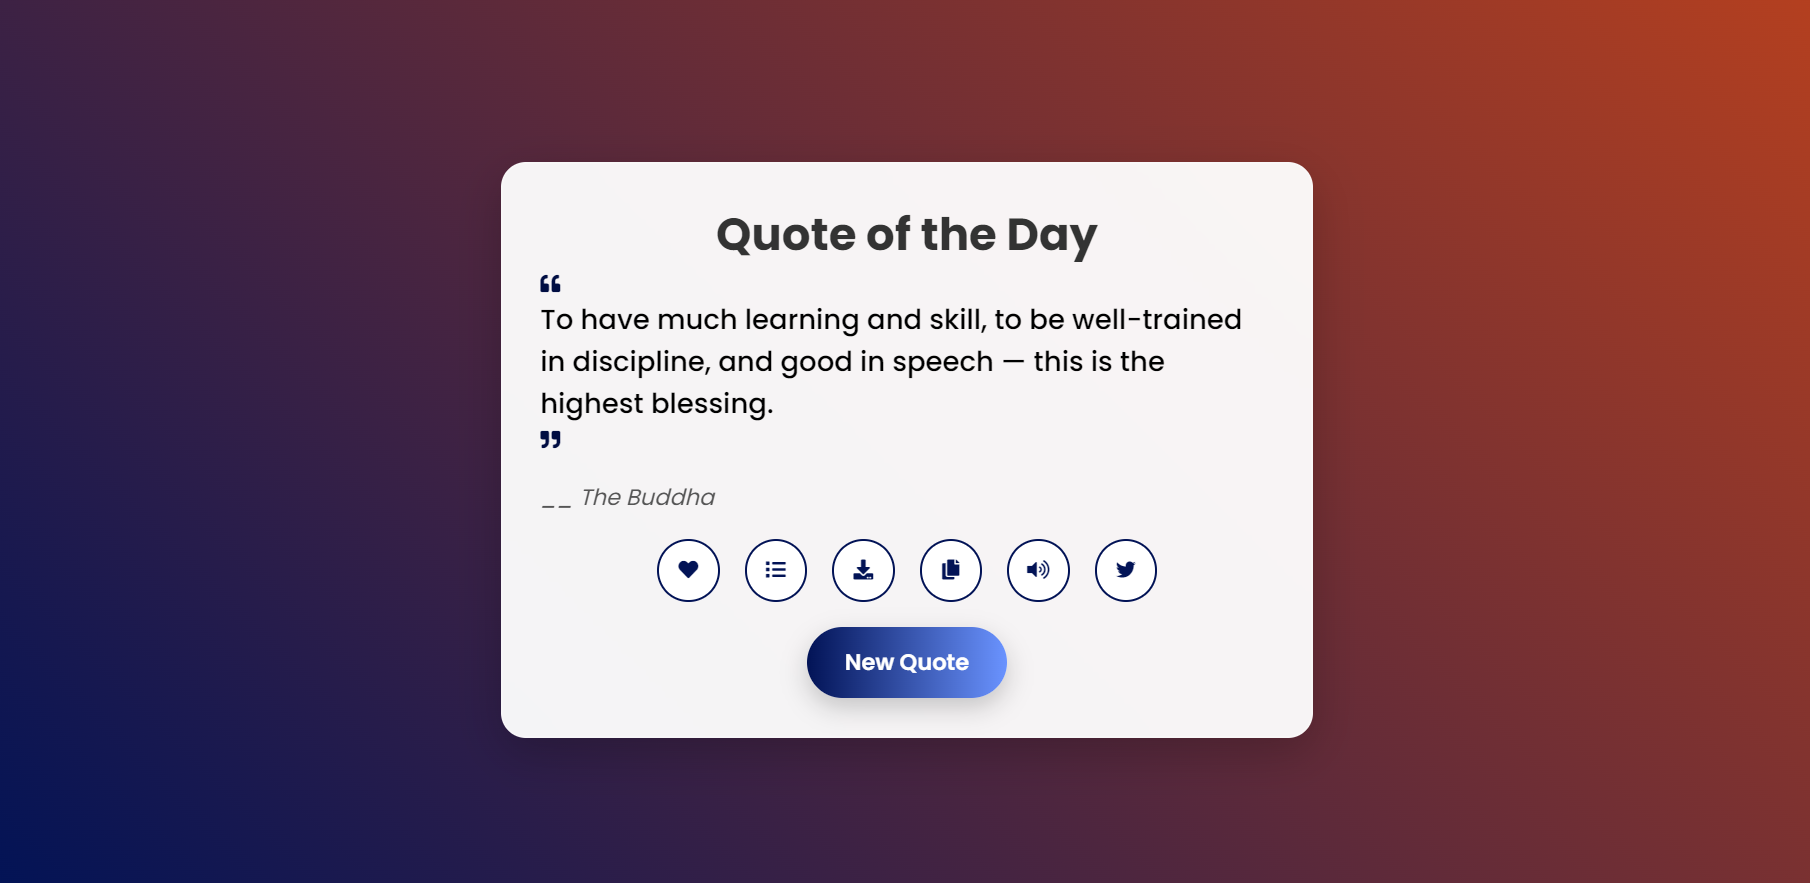 Quote of the Day
“
To have much learning and skill, to be well-trained
in discipline, and good in speech — this is the
highest blessing.
”
__ The Buddha
New Quote